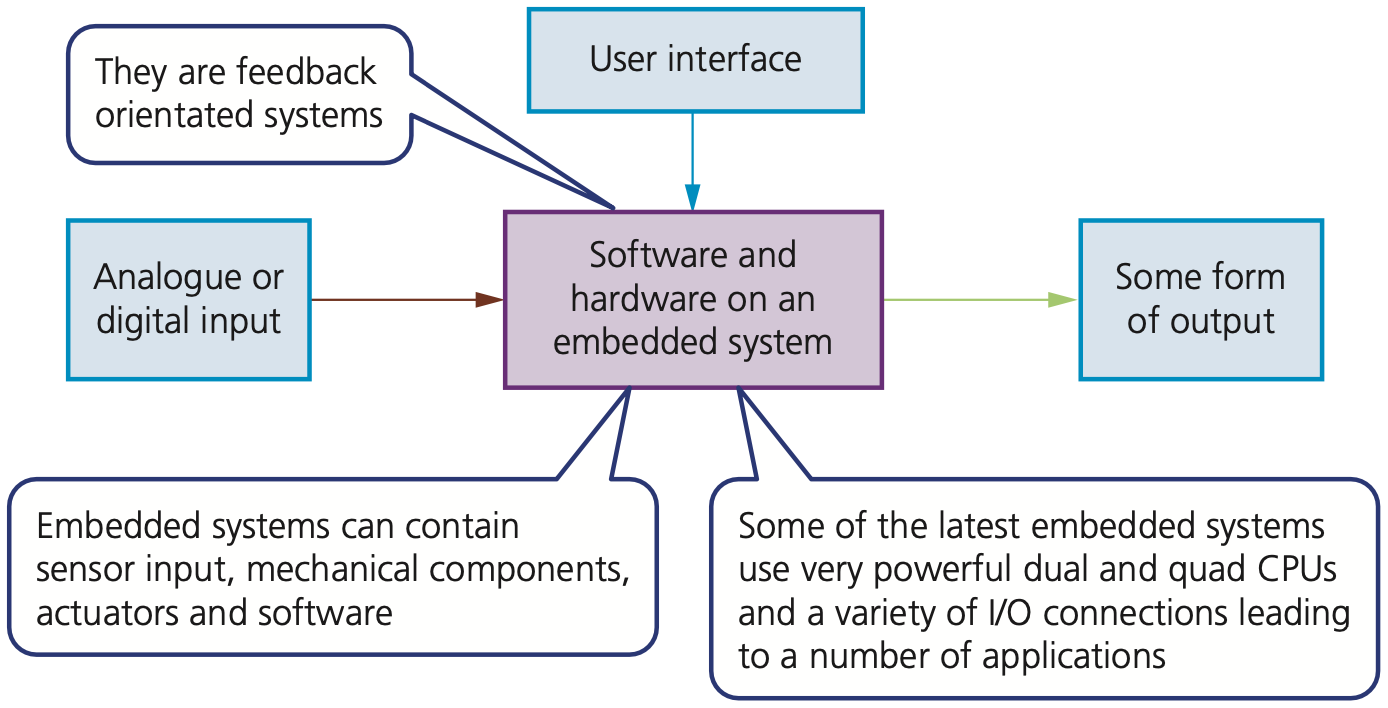 They are feedback
orientated systems
User interface
Analogue or
digital input
Software and
hardware on an
embedded system
Some form
of output
Embedded systems can contain
sensor input, mechanical components,
actuators and software
Some of the latest embedded systems
use very powerful dual and quad CPUs
and a variety of I/O connections leading
to a number of applications